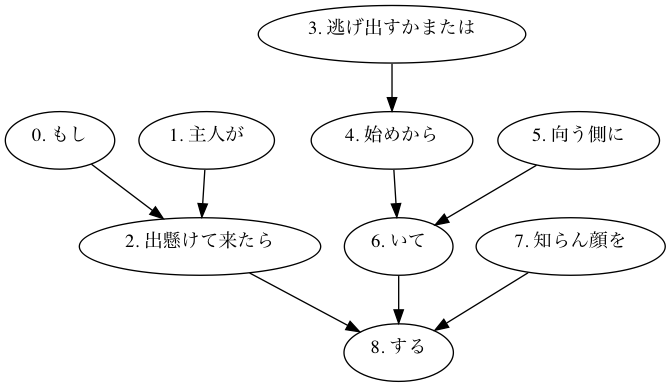 3. 逃げ出すかまたは
0. もし
1. 主人が
4. 始めから
5. 向う側に
2. 出懸けて来たら
6. いて
7. 知らん顔を
8. する